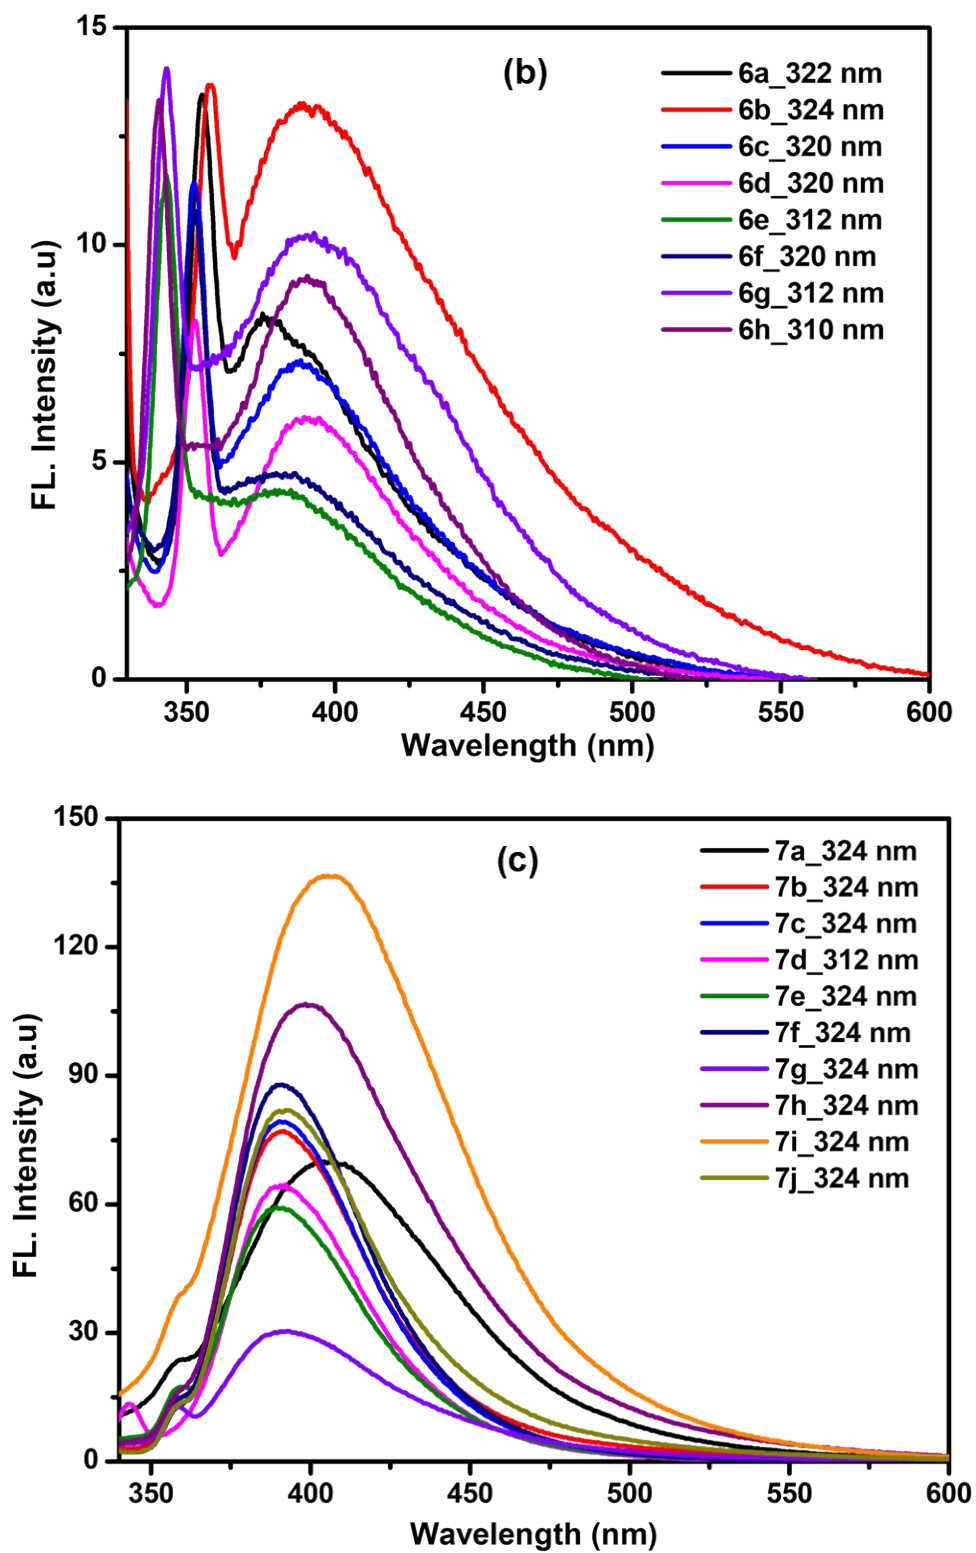 15
10
5
0
FL. Intensity (a.u)
(b)
6a_322 nm
6b_324 nm
6c_320 nm
6d_320 nm
6e_312 nm
6f_320 nm
6g_312 nm
6h_310 nm
350 400 450 500 550 600
Wavelength (nm)
150
120
90
60
30
0
FL. Intensity (a.u)
(c)
7a_324 nm
7b_324 nm
7c_324 nm
7d_312 nm
7e_324 nm
7f_324 nm
7g_324 nm
7h_324 nm
7i_324 nm
7j_324 nm
350 400 450 500 550 600
Wavelength (nm)